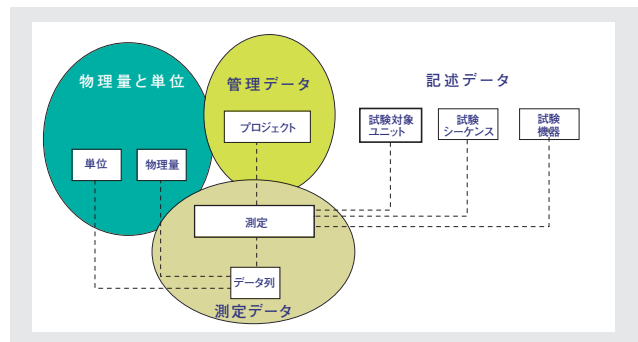 物理量と単位
管理データ
記述データ
プロジェクト
試験対象
ユニット
試験
シーケンス
試験
機器
単位
物理量
測定
データ列
測定データ